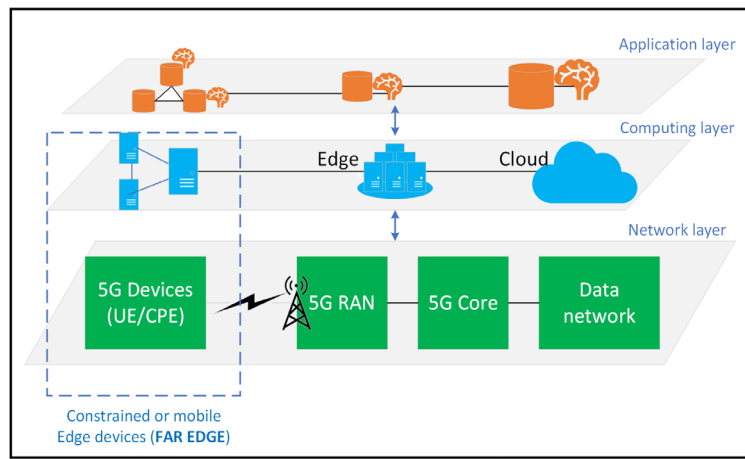 Application layer
Computing layer
Edge
Cloud
Network layer
5G Devices
(UE/CPE)
5G RAN
5G Core
Data
network
Constrained or mobile
Edge devices (FAR EDGE)